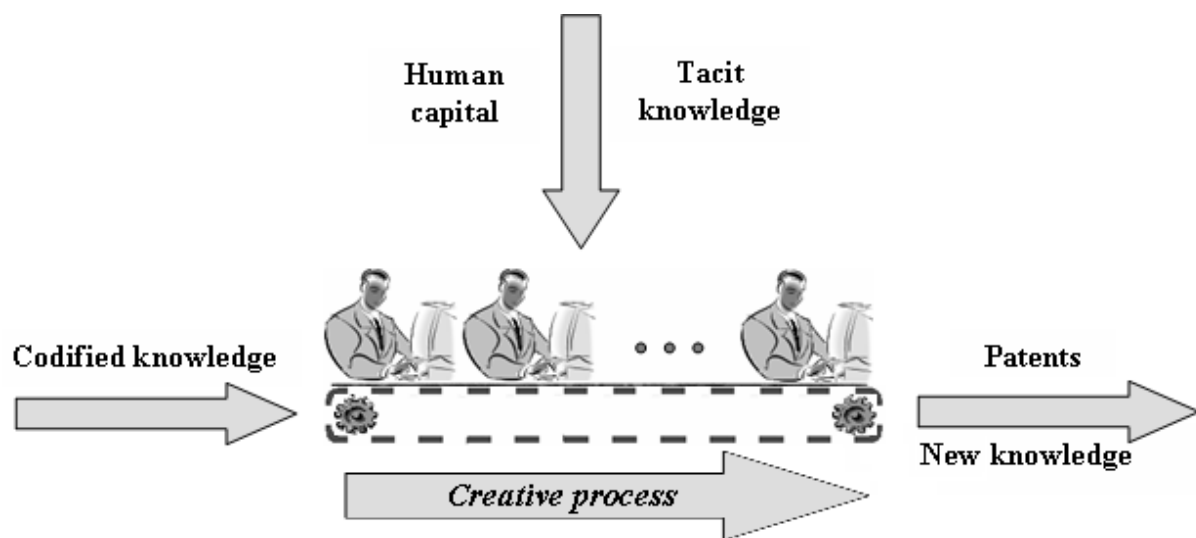 Human
capital
Tacit
knowledge
Codified knowledge
Patents
New knowledge
Creative process